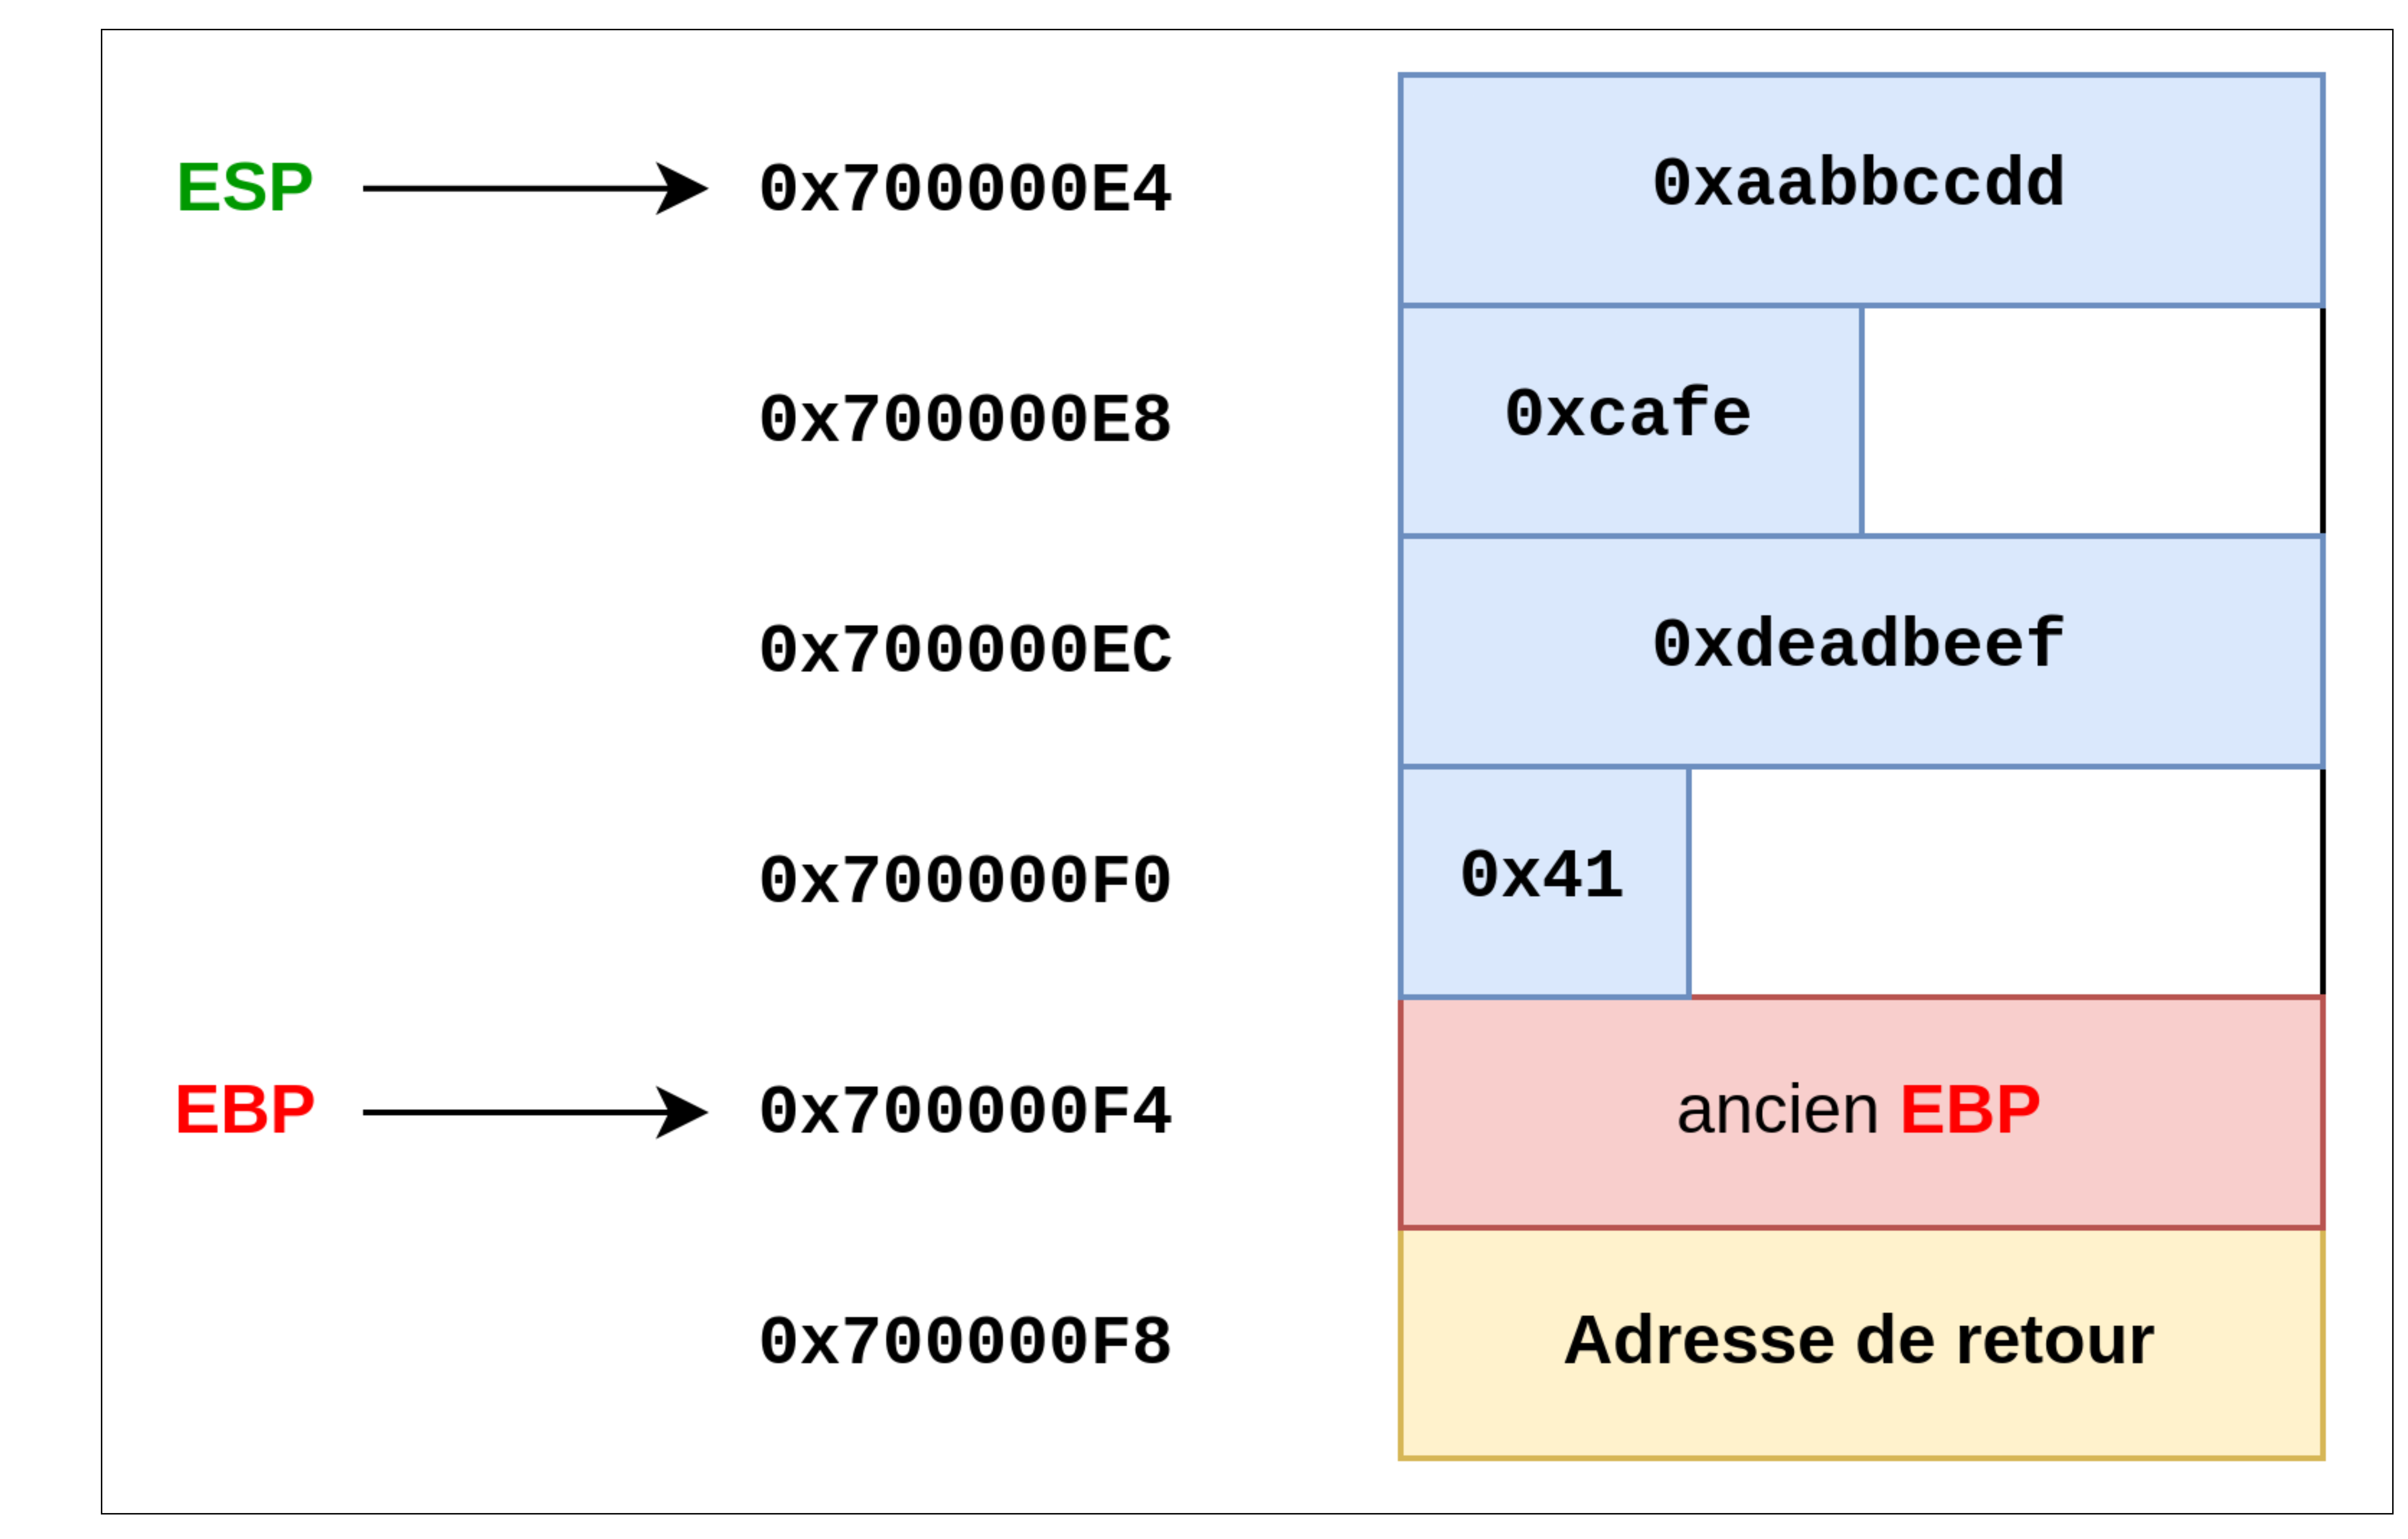 ESP 0x700000E4 0xaabbccdd
0x700000E8 0xcafe
0x700000EC 0xdeadbeef
0x700000F0 0x41
EBP 0x700000F4 ancien EBP
0x700000F8 Adresse de retour